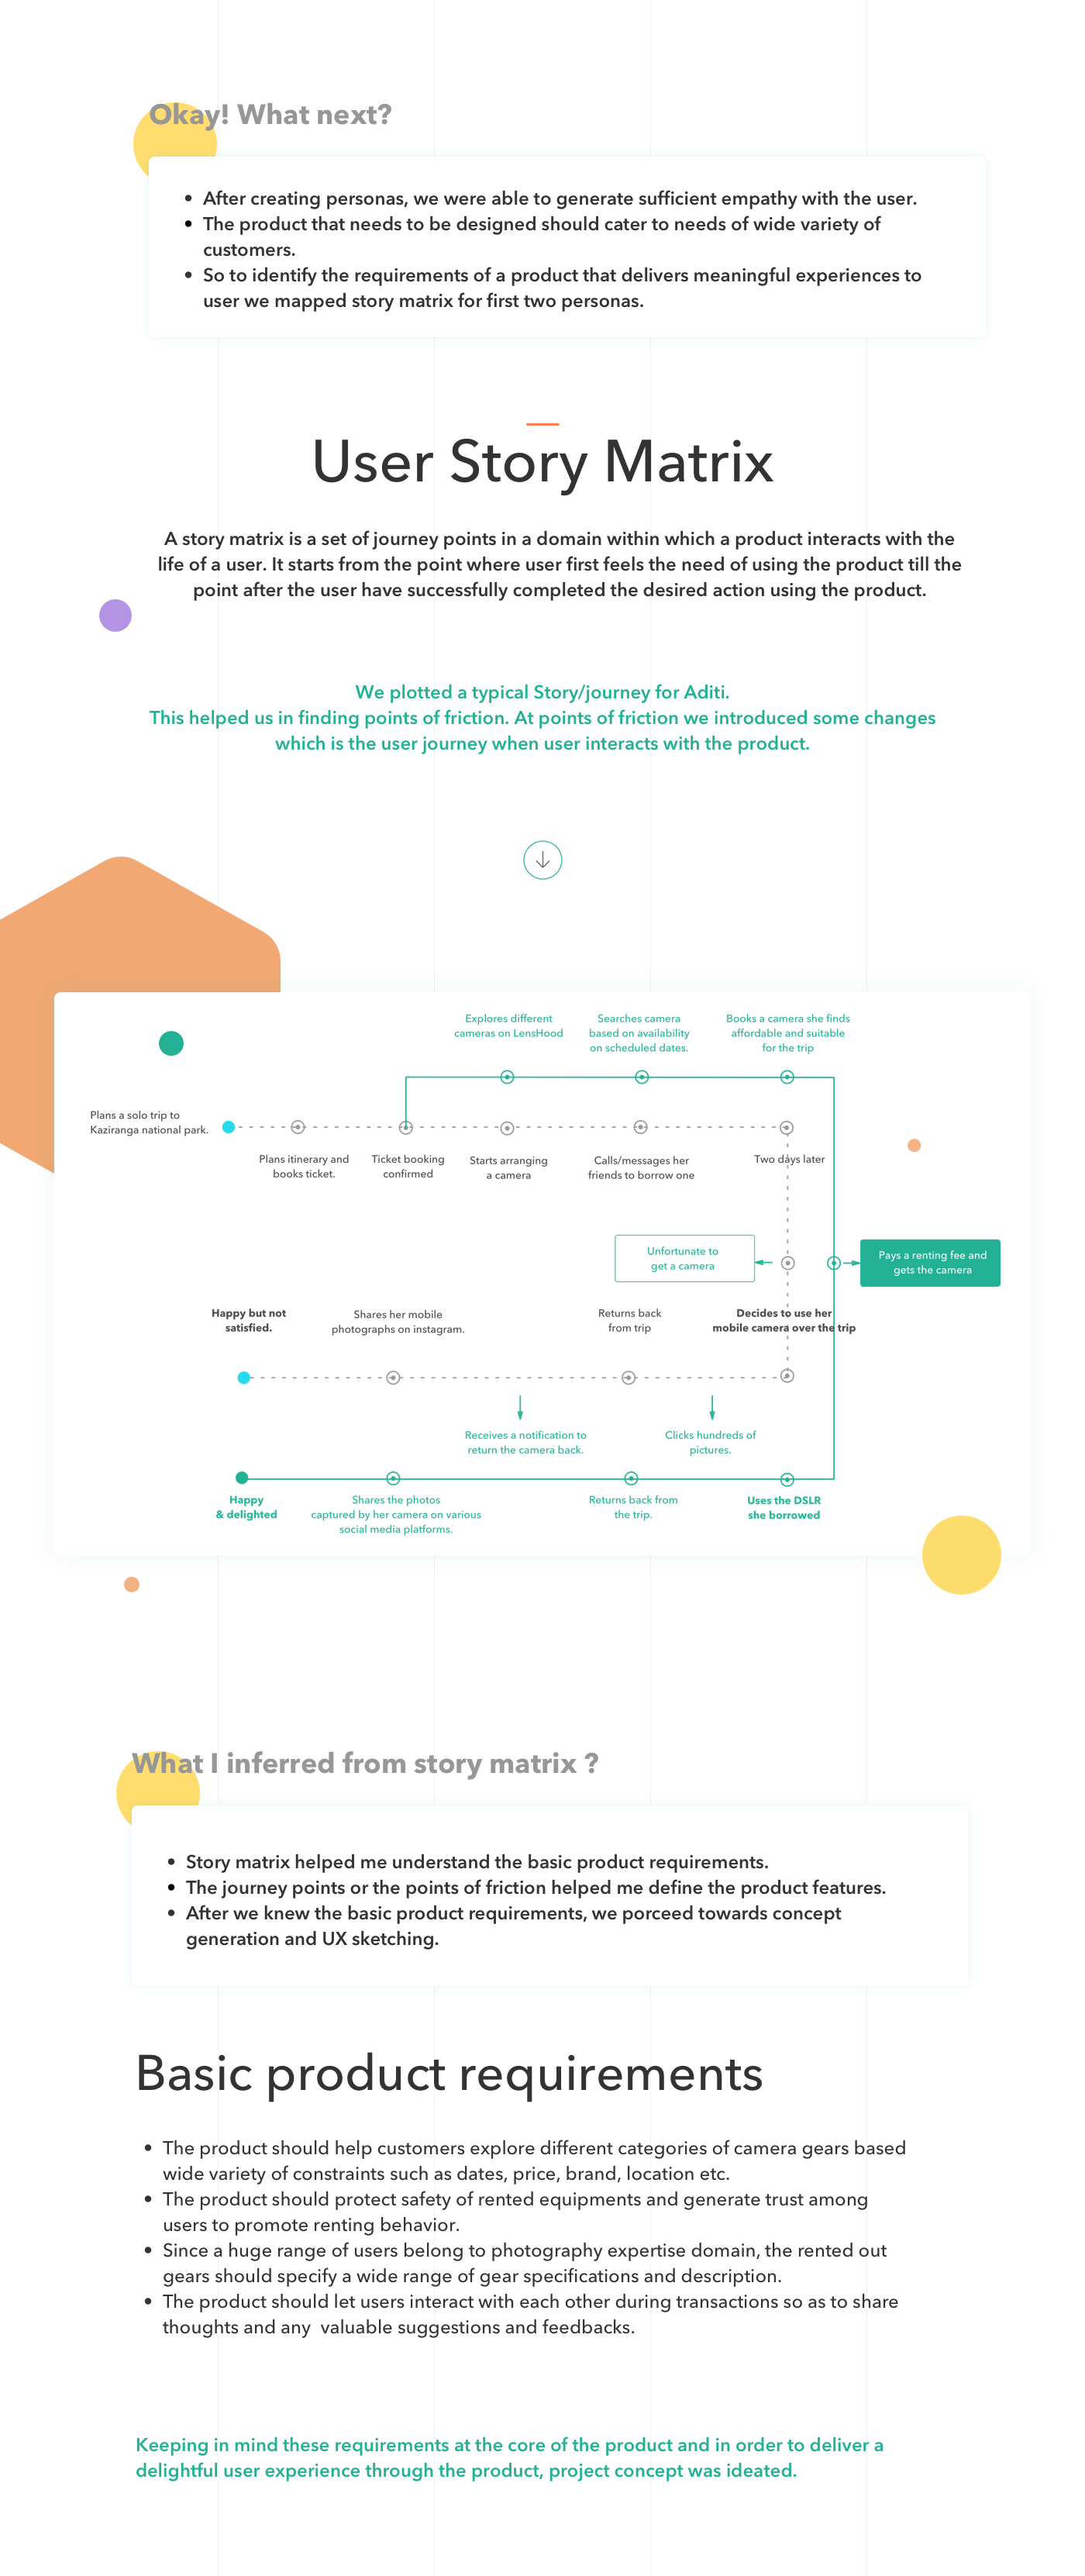 Okay! What next?
• After creating personas, we were able to generate sufficient empathy with the user.
• The product that needs to be designed should cater to needs of wide variety of
customers.
• So to identify the requirements of a product that delivers meaningful experiences to
user we mapped story matrix for first two personas.
User Story Matrix
A story matrix is a set of journey points in a domain within which a product interacts with the
life of a user. It starts from the point where user first feels the need of using the product till the
point after the user have successfully completed the desired action using the product.
We plotted a typical Story/journey for Aditi.
This helped us in finding points of friction. At points of friction we introduced some changes
which is the user journey when user interacts with the product.
Explores different
cameras on LensHood
Searches camera
based on availability
on scheduled dates.
Books a camera she finds
affordable and suitable
for the trip
Plans a solo trip to
Kaziranga national park.
Plans itinerary and
books ticket.
Ticket booking
confirmed
Starts arranging
a camera
Calls/messages her
friends to borrow one
Two days later
Unfortunate to
get a camera
Pays a renting fee and
gets the camera
Happy but not
satisfied.
Shares her mobile
photographs on instagram.
Returns back
from trip
Decides to use her
mobile camera over the trip
Receives a notification to
return the camera back.
Clicks hundreds of
pictures.
Happy
& delighted
Shares the photos
captured by her camera on various
social media platforms.
Returns back from
the trip.
Uses the DSLR
she borrowed
What I inferred from story matrix ?
• Story matrix helped me understand the basic product requirements.
• The journey points or the points of friction helped me define the product features.
• After we knew the basic product requirements, we porceed towards concept
generation and UX sketching.
Basic product requirements
• The product should help customers explore different categories of camera gears based
wide variety of constraints such as dates, price, brand, location etc.
• The product should protect safety of rented equipments and generate trust among
users to promote renting behavior.
• Since a huge range of users belong to photography expertise domain, the rented out
gears should specify a wide range of gear specifications and description.
• The product should let users interact with each other during transactions so as to share
thoughts and any  valuable suggestions and feedbacks.
Keeping in mind these requirements at the core of the product and in order to deliver a
delightful user experience through the product, project concept was ideated.